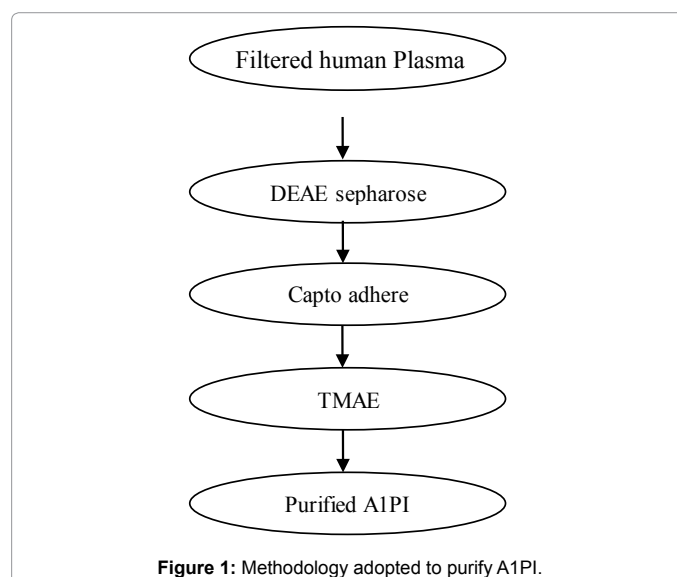 Filtered human Plasma
DEAE sepharose
Capto adhere
TMAE
Purified A1PI
Figure 1: Methodology adopted to purify A1PI.